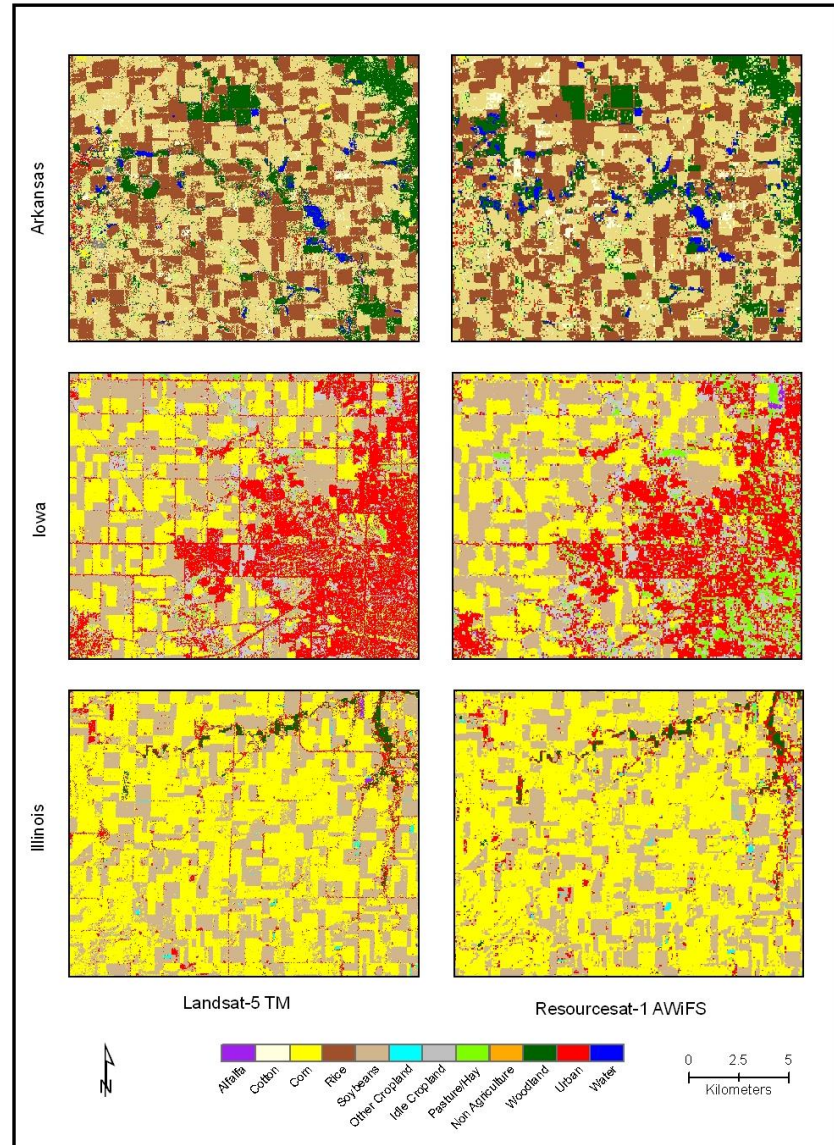 Arkansas
Iowa
Illinois
Landsat-5 TM
Resourcesat-1 AWiFS
N
Alfalfa
Cotton
Corn
Rice
Soybeans
Other Cropland
Idle Cropland
Pasture/Hay
Non Agriculture
Woodland
Urban
Water
0 2.5 5
Kilometers